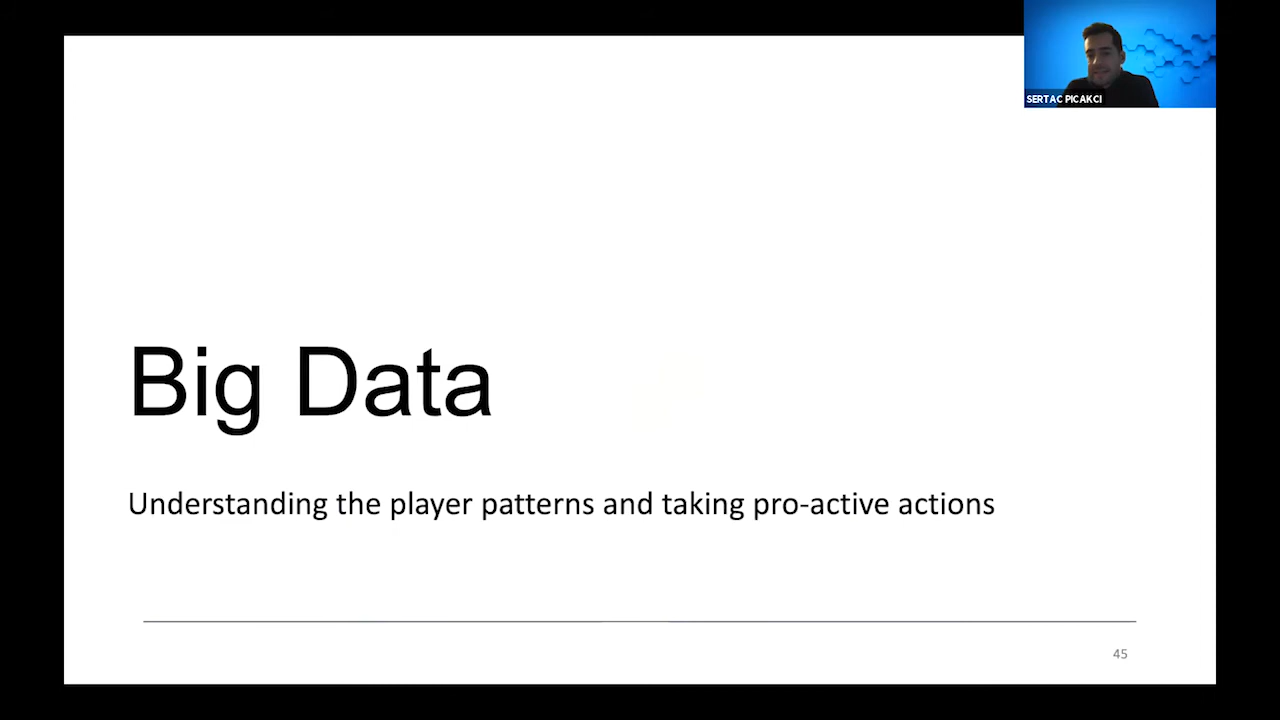 SERTAC PICAKCI
Big Data
Understanding the player patterns and taking pro-active actions
45